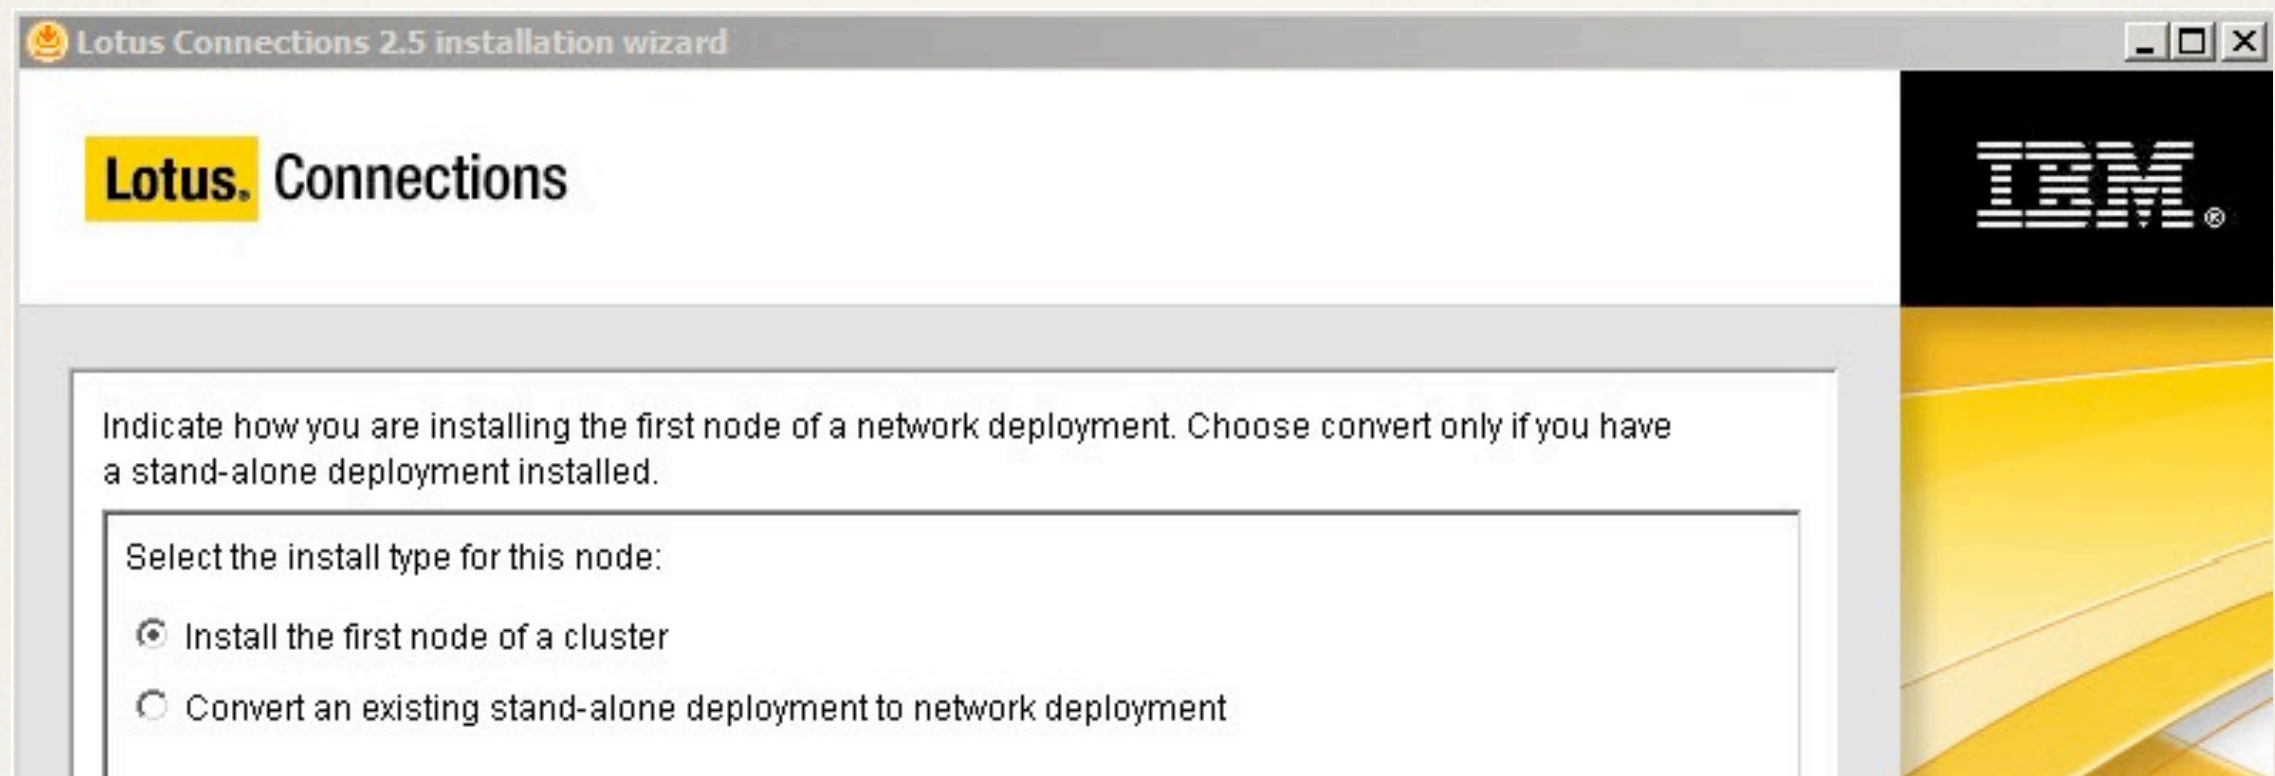 Lotus Connections 2.5 installation wizard
Lotus. Connections
IBM®
Indicate how you are installing the first node of a network deployment. Choose convert only if you have
a stand-alone deployment installed.
Select the install type for this node:
Install the first node of a cluster
Convert an existing stand-alone deployment to network deployment